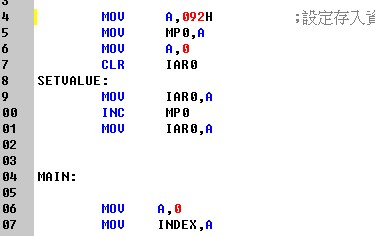 4 MOV A,092H ;設定存入資
5 MOV MP0,A
6 MOV A,0
7 CLR IAR0
8 SETVALUE:
9 MOV IAR0,A
00 INC MP0
01 MOV IAR0,A
02
03
04 MAIN:
05
06 MOV A,0
07 MOV INDEX,A